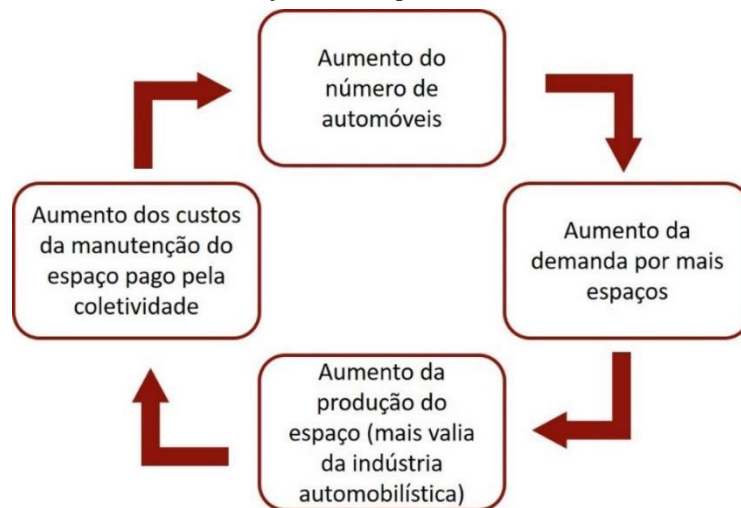 Aumento do
número de
automóveis
Aumento da
demanda por mais
espaços
Aumento da
produção do
espaço (mais valia
da indústria
automobilística)
Aumento dos custos
da manutenção do
espaço pago pela
coletividade